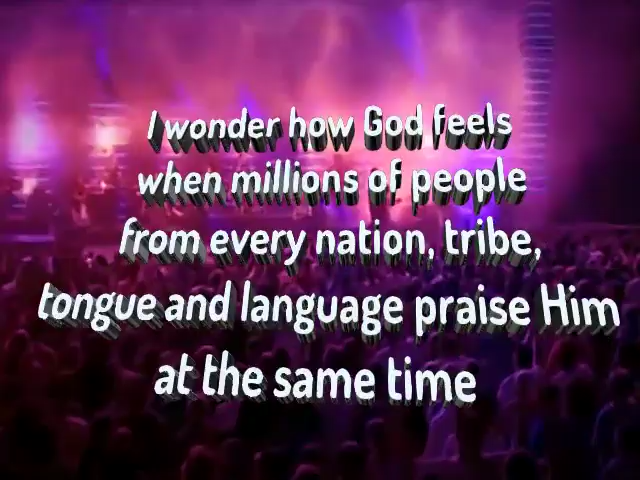 I wonder how God feels
when millions of people
from every nation, tribe,
tongue and language praise Him
at the same time